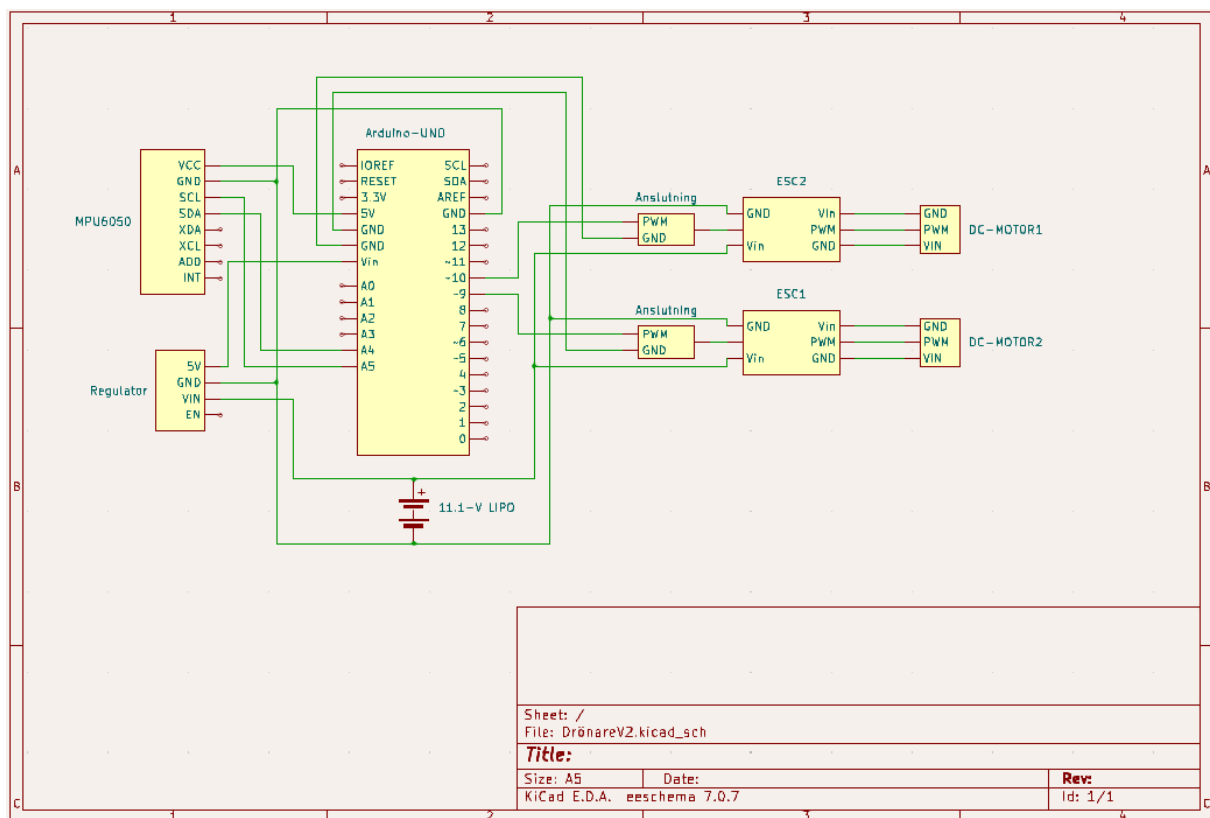 1 2 3 4
A A
B B
C C
1 2 3 4
Arduino-UNO
IOREF
RESET
3.3V
5V
GND
GND
Vin
A0
A1
A2
A3
A4
A5
SCL
SDA
AREF
GND
13
12
~11
~10
~9
8
7
~6
~5
4
~3
2
1
0
MPU6050
VCC
GND
SCL
SDA
XDA
XCL
ADD
INT
Regulator
5V
GND
VIN
EN
+
11.1-V LIPO
Anslutning
PWM
GND
ESC2
GND
Vin
Vin
PWM
GND
GND
PWM
VIN
DC-MOTOR1
Anslutning
PWM
GND
ESC1
GND
Vin
Vin
PWM
GND
GND
PWM
VIN
DC-MOTOR2
Sheet: /
File: DrönareV2.kicad_sch
Title:
Size: A5 Date: Rev:
KiCad E.D.A. eeschema 7.0.7 Id: 1/1